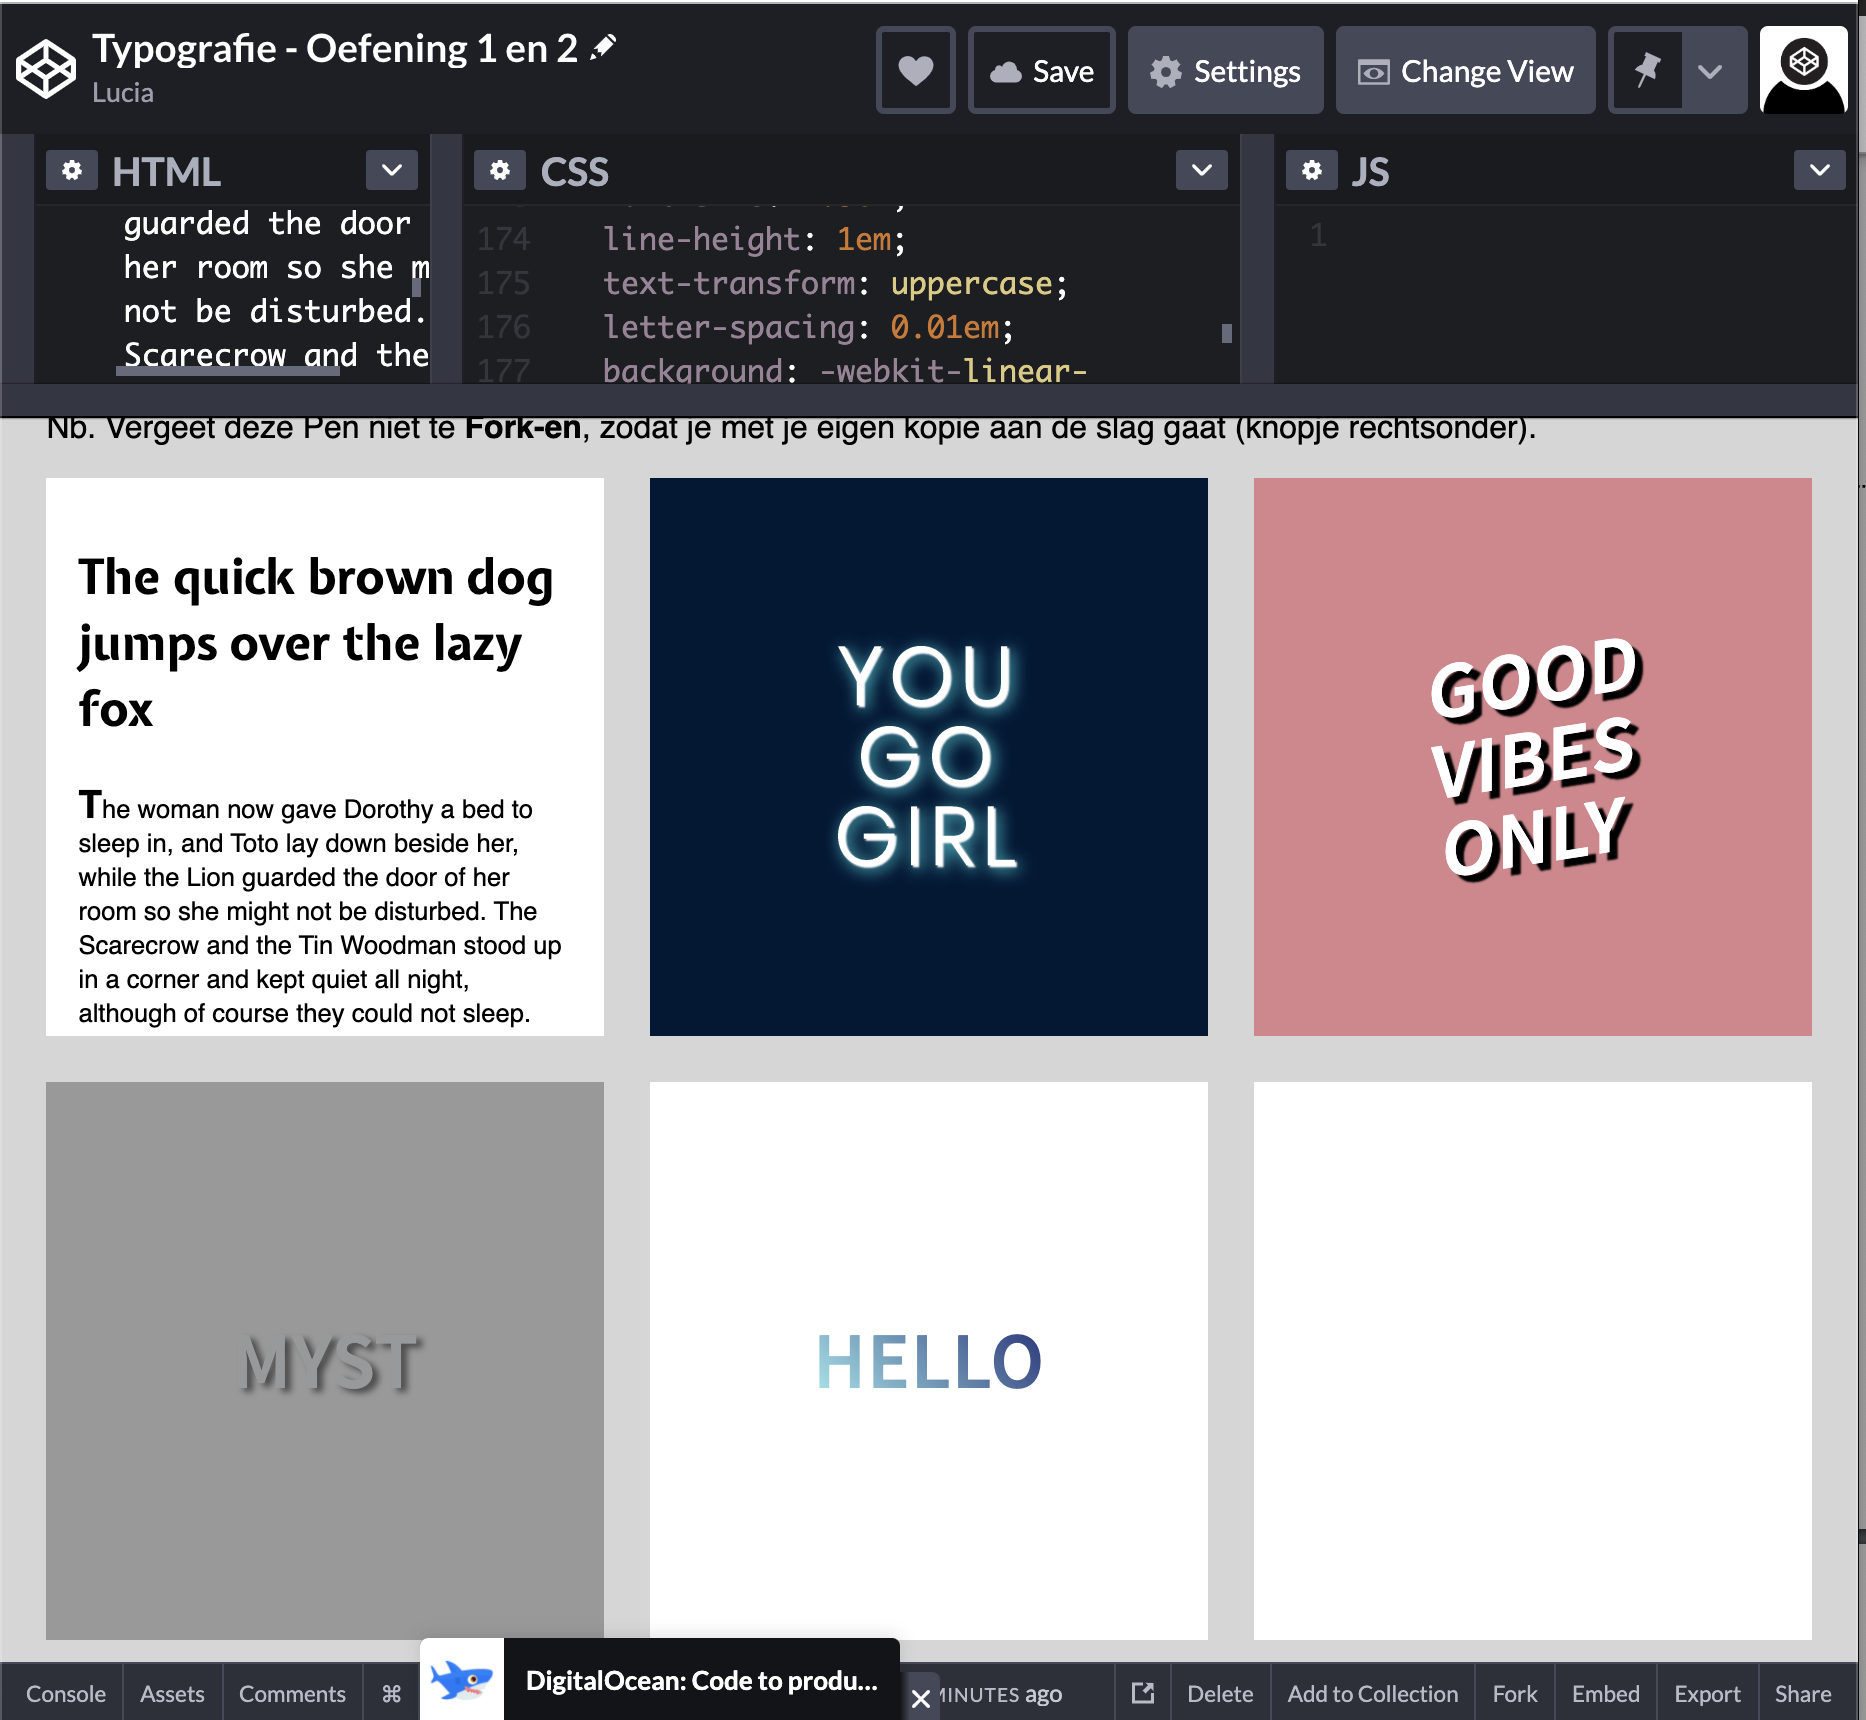 Typografie - Oefening 1 en 2
Lucia
Save
Settings
Change View
HTML
CSS
JS
guarded the door
her room so she m
not be disturbed.
Scarecrow and the
174 line-height: 1em;
175 text-transform: uppercase;
176 letter-spacing: 0.01em;
177 background: -webkit-linear-
1
Nb. Vergeet deze Pen niet te Fork-en, zodat je met je eigen kopie aan de slag gaat (knopje rechtsonder).
The quick brown dog
jumps over the lazy
fox
The woman now gave Dorothy a bed to
sleep in, and Toto lay down beside her,
while the Lion guarded the door of her
room so she might not be disturbed. The
Scarecrow and the Tin Woodman stood up
in a corner and kept quiet all night,
although of course they could not sleep.
YOU
GO
GIRL
GOOD
VIBES
ONLY
MYST
HELLO
Console
Assets
Comments
⌘
DigitalOcean: Code to produ...
MINUTES ago
Delete
Add to Collection
Fork
Embed
Export
Share